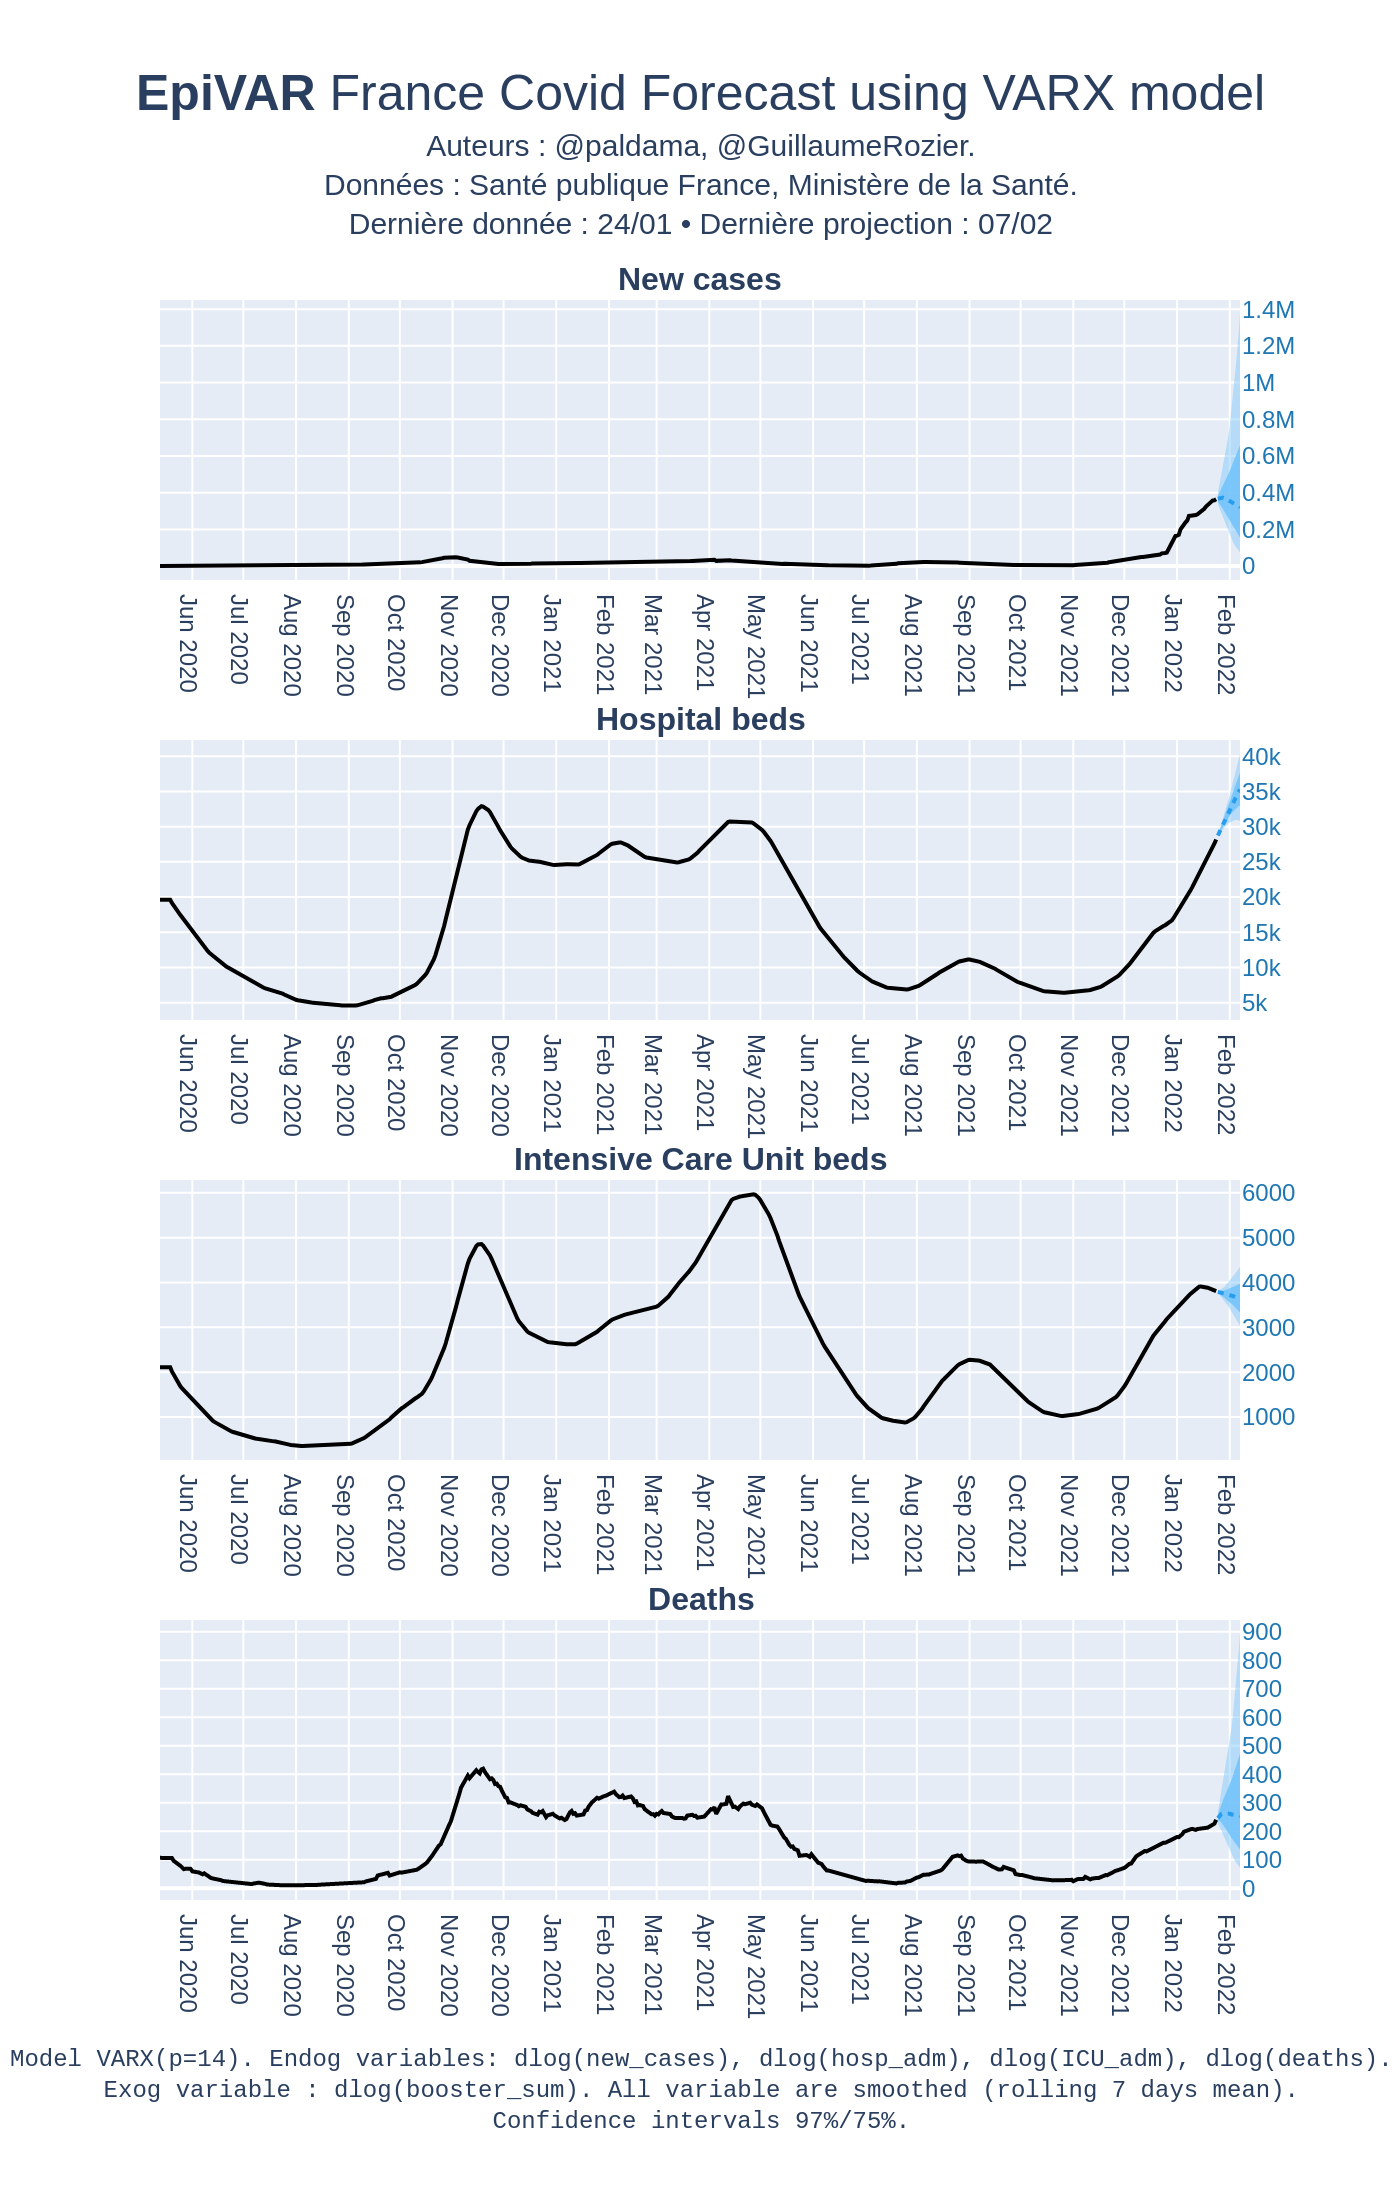 EpiVAR France Covid Forecast using VARX model
Auteurs : @paldama, @GuillaumeRozier.
Données : Santé publique France, Ministère de la Santé.
Dernière donnée : 24/01 • Dernière projection : 07/02
New cases
1.4M
1.2M
1M
0.8M
0.6M
0.4M
0.2M
0
Jun 2020
Jul 2020
Aug 2020
Sep 2020
Oct 2020
Nov 2020
Dec 2020
Jan 2021
Feb 2021
Mar 2021
Apr 2021
May 2021
Jun 2021
Jul 2021
Aug 2021
Sep 2021
Oct 2021
Nov 2021
Dec 2021
Jan 2022
Feb 2022
Hospital beds
40k
35k
30k
25k
20k
15k
10k
5k
Jun 2020
Jul 2020
Aug 2020
Sep 2020
Oct 2020
Nov 2020
Dec 2020
Jan 2021
Feb 2021
Mar 2021
Apr 2021
May 2021
Jun 2021
Jul 2021
Aug 2021
Sep 2021
Oct 2021
Nov 2021
Dec 2021
Jan 2022
Feb 2022
Intensive Care Unit beds
6000
5000
4000
3000
2000
1000
Jun 2020
Jul 2020
Aug 2020
Sep 2020
Oct 2020
Nov 2020
Dec 2020
Jan 2021
Feb 2021
Mar 2021
Apr 2021
May 2021
Jun 2021
Jul 2021
Aug 2021
Sep 2021
Oct 2021
Nov 2021
Dec 2021
Jan 2022
Feb 2022
Deaths
900
800
700
600
500
400
300
200
100
0
Jun 2020
Jul 2020
Aug 2020
Sep 2020
Oct 2020
Nov 2020
Dec 2020
Jan 2021
Feb 2021
Mar 2021
Apr 2021
May 2021
Jun 2021
Jul 2021
Aug 2021
Sep 2021
Oct 2021
Nov 2021
Dec 2021
Jan 2022
Feb 2022
Model VARX(p=14). Endog variables: dlog(new_cases), dlog(hosp_adm), dlog(ICU_adm), dlog(deaths).
Exog variable : dlog(booster_sum). All variable are smoothed (rolling 7 days mean).
Confidence intervals 97%/75%.